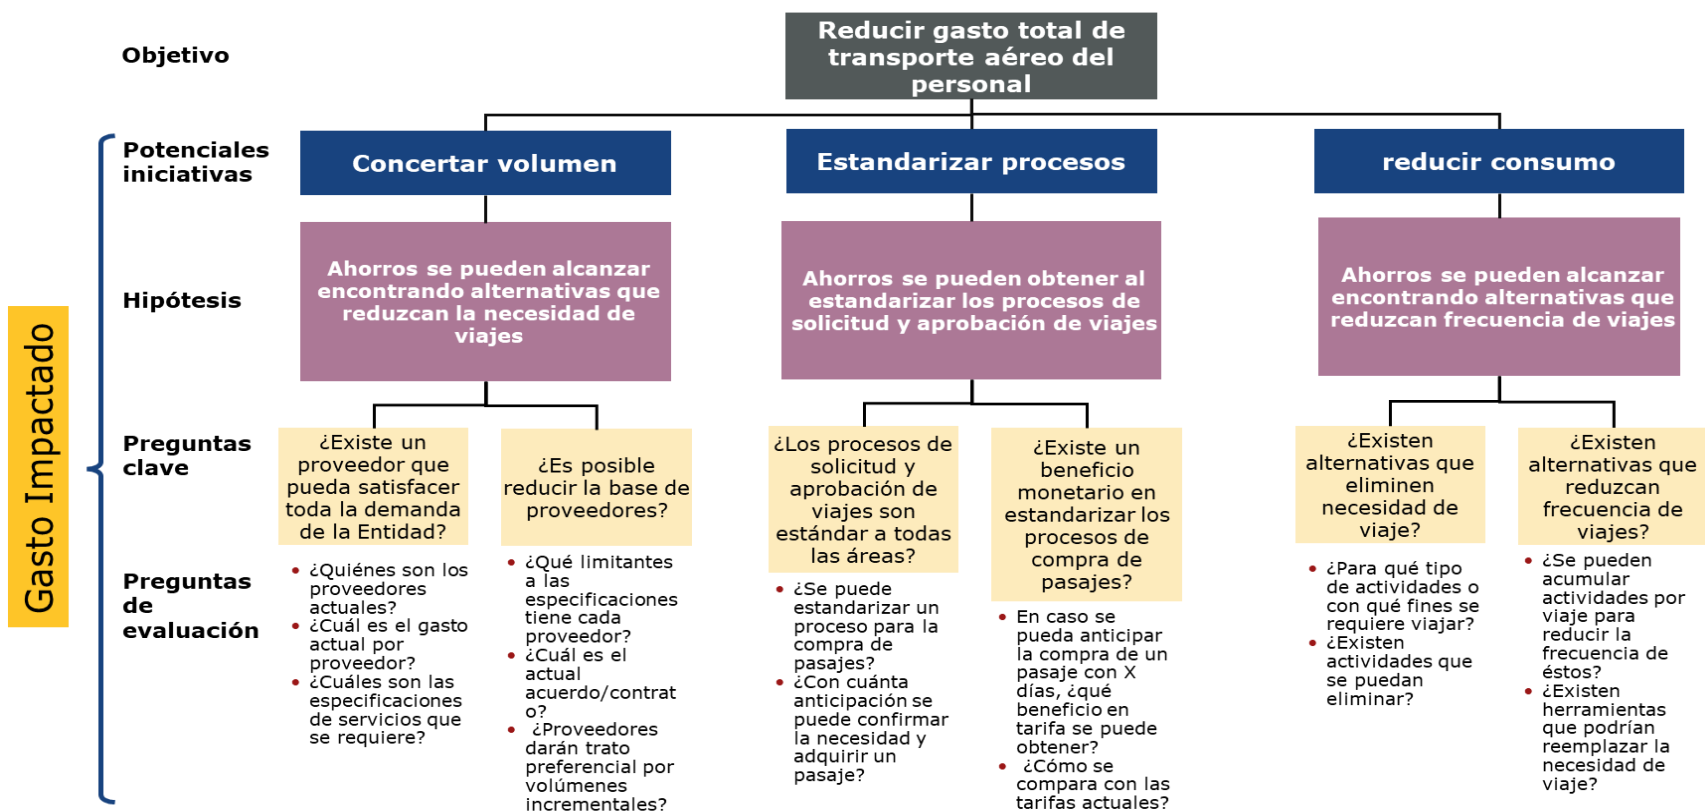 Objetivo
Reducir gasto total de
transporte aéreo del
personal
Gasto Impactado
Potenciales
iniciativas
Concertar volumen
Estandarizar procesos
reducir consumo
Hipótesis
Ahorros se pueden alcanzar
encontrando alternativas que
reduzcan la necesidad de
viajes
Ahorros se pueden obtener al
estandarizar los procesos de
solicitud y aprobación de viajes
Ahorros se pueden alcanzar
encontrando alternativas que
reduzcan frecuencia de viajes
Preguntas
clave
¿Existe un
proveedor que
pueda satisfacer
toda la demanda
de la Entidad?
¿Es posible
reducir la base de
proveedores?
¿Los procesos de
solicitud y
aprobación de
viajes son
estándar a todas
las áreas?
¿Existe un
beneficio
monetario en
estandarizar los
procesos de
compra de
pasajes?
¿Existen
alternativas que
eliminen
necesidad de
viaje?
¿Existen
alternativas que
reduzcan
frecuencia de
viajes?
Preguntas
de
evaluación
• ¿Quiénes son los
proveedores
actuales?
• ¿Cuál es el gasto
actual por
proveedor?
• ¿Cuáles son las
especificaciones
de servicios que
se requiere?
• ¿Qué limitantes
a las
especificaciones
tiene cada
proveedor?
• ¿Cuál es el
actual
acuerdo/contrat
o?
• ¿Proveedores
darán trato
preferencial por
volúmenes
incrementales?
• ¿Se puede
estandarizar un
proceso para la
compra de
pasajes?
• ¿Con cuánta
anticipación se
puede confirmar
la necesidad y
adquirir un
pasaje?
• En caso se
pueda anticipar
la compra de un
pasaje con X
días, ¿qué
beneficio en
tarifa se puede
obtener?
• ¿Cómo se
compara con las
tarifas actuales?
• ¿Para qué tipo
de actividades o
con qué fines se
requiere viajar?
• ¿Existen
actividades que
se puedan
eliminar?
• ¿Se pueden
acumular
actividades por
viaje para
reducir la
frecuencia de
éstos?
• ¿Existen
herramientas
que podrían
reemplazar la
necesidad de
viaje?